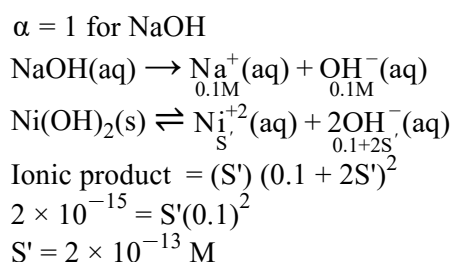 α = 1 for NaOH
NaOH(aq) ⟶ Na⁺(aq) + OH⁻(aq)
0.1M 0.1M
Ni(OH)₂(s) ⇌ Ni⁺²(aq) + 2OH⁻(aq)
S' 0.1+2S'
Ionic product = (S') (0.1 + 2S')²
2 × 10⁻¹⁵ = S'(0.1)²
S' = 2 × 10⁻¹³ M